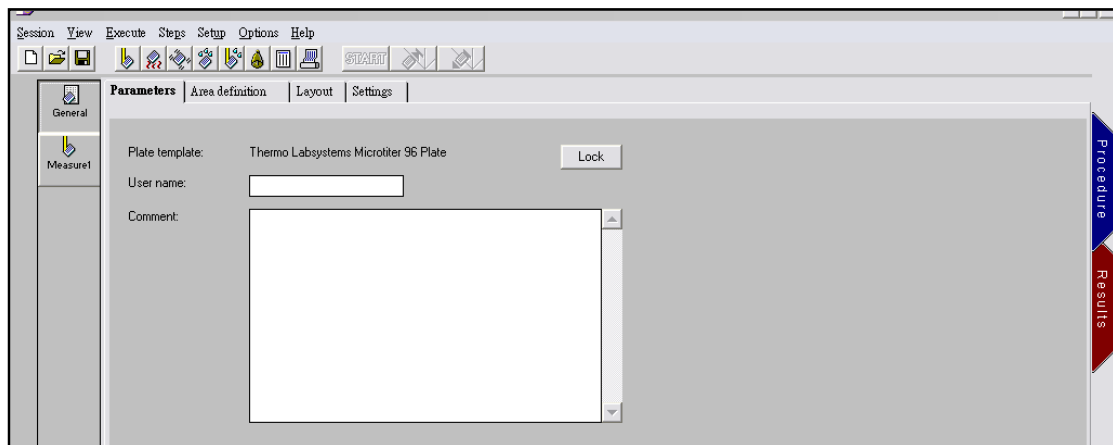 Session View Execute Steps Setup Options Help
START
General
Measure1
Parameters Area definition Layout Settings
Plate template: Thermo Labsystems Microtiter 96 Plate
Lock
User name:
Comment:
Procedure
Results